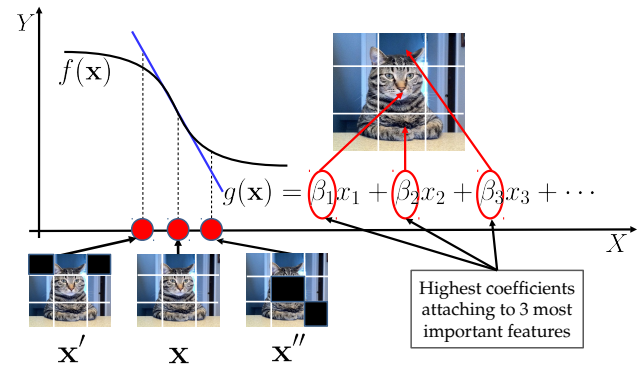 Y
f(𝐱)
g(𝐱) = β₁x₁ + β₂x₂ + β₃x₃ + ···
X
Highest coefficients
attaching to 3 most
important features
𝐱′
𝐱
𝐱″